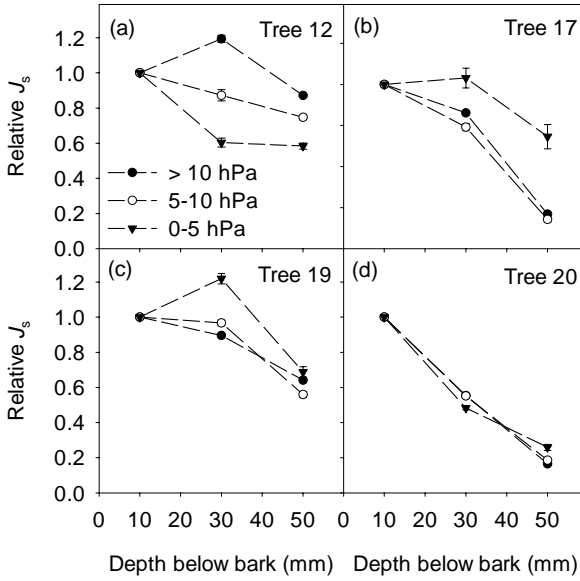 (a) Tree 12
1.2
1.0
0.8
0.6
0.4
0.2
0.0
Relative Js
> 10 hPa
5-10 hPa
0-5 hPa
(b) Tree 17
(c) Tree 19
1.2
1.0
0.8
0.6
0.4
0.2
0.0
Relative Js
0 10 20 30 40 50
Depth below bark (mm)
(d) Tree 20
0 10 20 30 40 50
Depth below bark (mm)